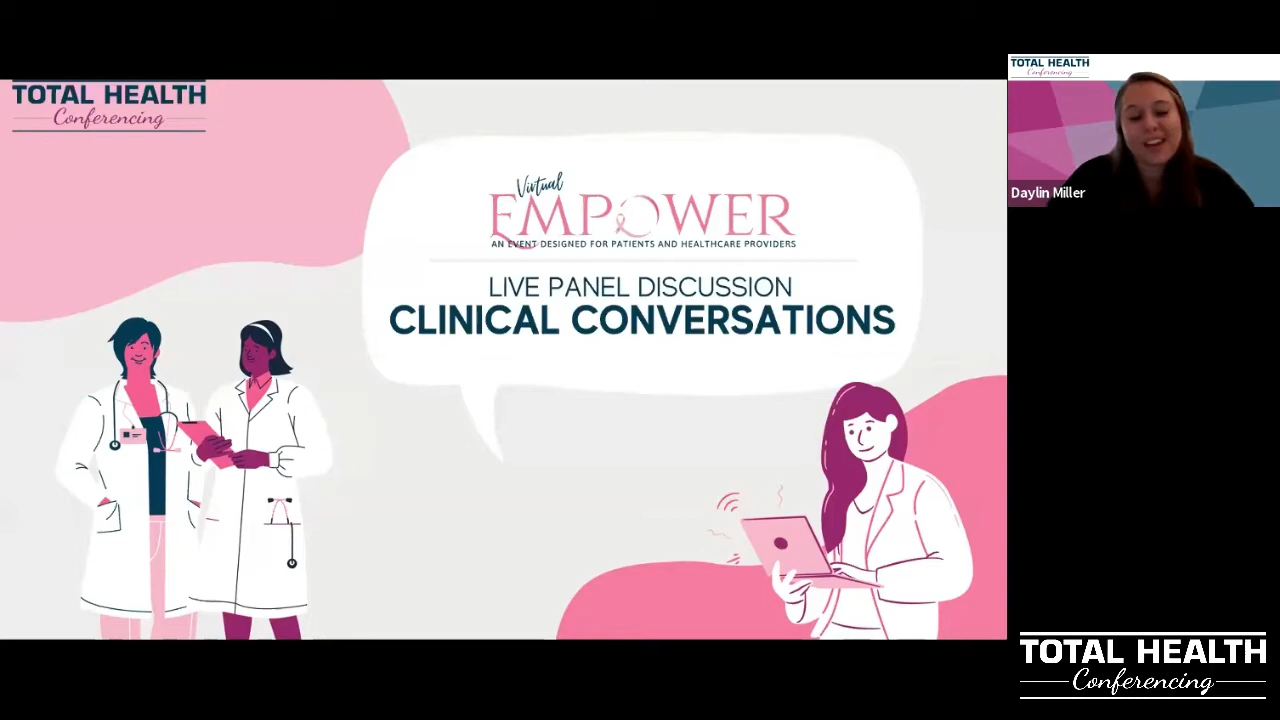 TOTAL HEALTH
Conferencing
Virtual
EMPOWER
AN EVENT DESIGNED FOR PATIENTS AND HEALTHCARE PROVIDERS
LIVE PANEL DISCUSSION
CLINICAL CONVERSATIONS
TOTAL HEALTH
Conferencing
Daylin Miller
TOTAL HEALTH
Conferencing